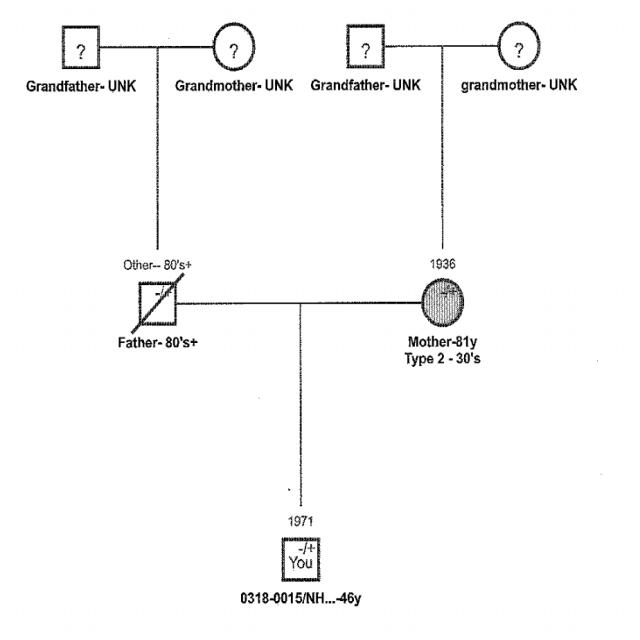 ? ? ? ?
Grandfather- UNK Grandmother- UNK Grandfather- UNK grandmother- UNK
Other-- 80's+ 1936
-/+ -/+
Father- 80's+ Mother-81y
Type 2 - 30's
1971
-/+
You
0318-0015/NH...-46y